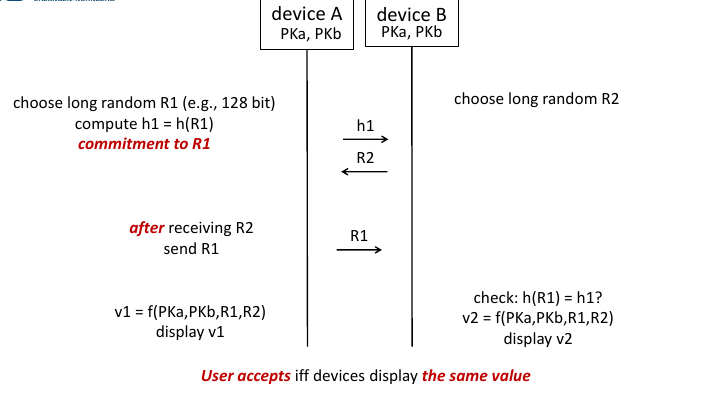 device A
PKa, PKb
device B
PKa, PKb
choose long random R1 (e.g., 128 bit)
compute h1 = h(R1)
commitment to R1
choose long random R2
h1
R2
after receiving R2
send R1
R1
v1 = f(PKa,PKb,R1,R2)
display v1
check: h(R1) = h1?
v2 = f(PKa,PKb,R1,R2)
display v2
User accepts iff devices display the same value